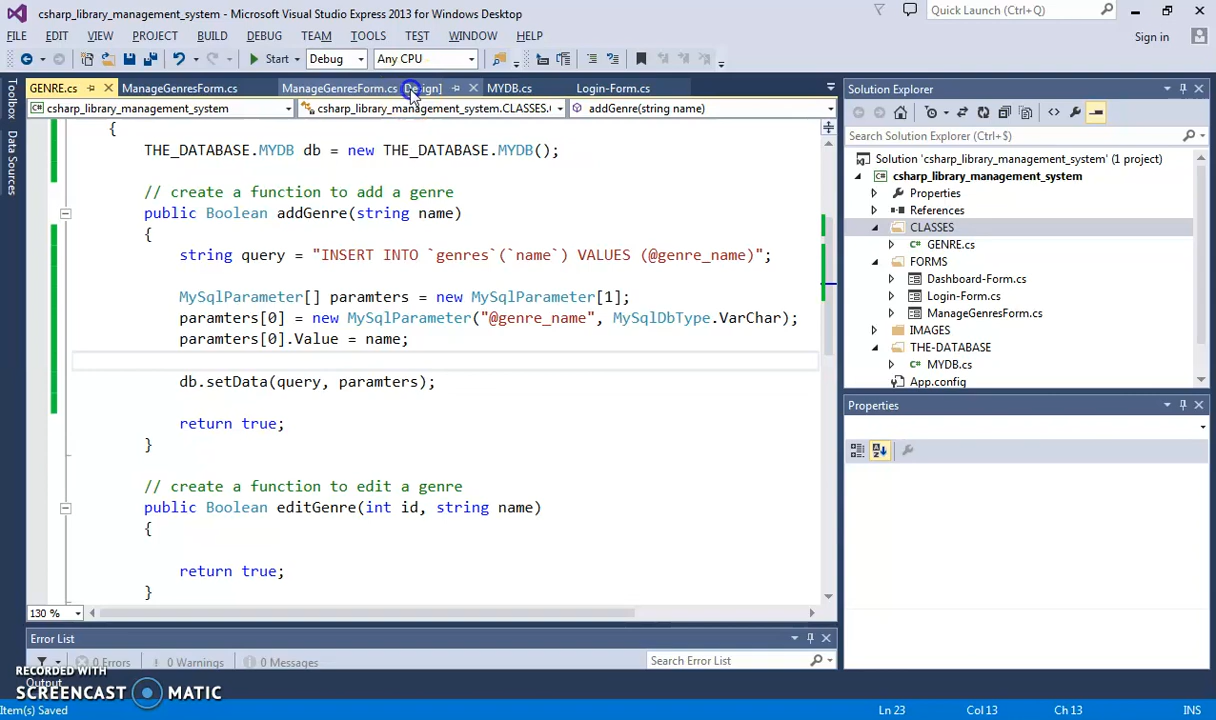 csharp_library_management_system - Microsoft Visual Studio Express 2013 for Windows Desktop
Quick Launch (Ctrl+Q)
FILE EDIT VIEW PROJECT BUILD DEBUG TEAM TOOLS TEST WINDOW HELP
Sign in
Start Debug Any CPU
GENRE.cs ManageGenresForm.cs ManageGenresForm.cs [Design] MYDB.cs Login-Form.cs
csharp_library_management_system csharp_library_management_system.CLASSES. addGenre(string name)
{
THE_DATABASE.MYDB db = new THE_DATABASE.MYDB();
// create a function to add a genre
public Boolean addGenre(string name)
{
string query = "INSERT INTO `genres`(`name`) VALUES (@genre_name)";
MySqlParameter[] paramters = new MySqlParameter[1];
paramters[0] = new MySqlParameter("@genre_name", MySqlDbType.VarChar);
paramters[0].Value = name;
db.setData(query, paramters);
return true;
}
// create a function to edit a genre
public Boolean editGenre(int id, string name)
{
return true;
}
130 %
Toolbox
Data Sources
Solution Explorer
Search Solution Explorer (Ctrl+$)
Solution 'csharp_library_management_system' (1 project)
csharp_library_management_system
Properties
References
CLASSES
GENRE.cs
FORMS
Dashboard-Form.cs
Login-Form.cs
ManageGenresForm.cs
IMAGES
THE-DATABASE
MYDB.cs
App.config
Properties
Error List
0 Errors 0 Warnings 0 Messages
Search Error List
Output
RECORDED WITH
SCREENCAST MATIC
Item(s) Saved
Ln 23 Col 13 Ch 13 INS